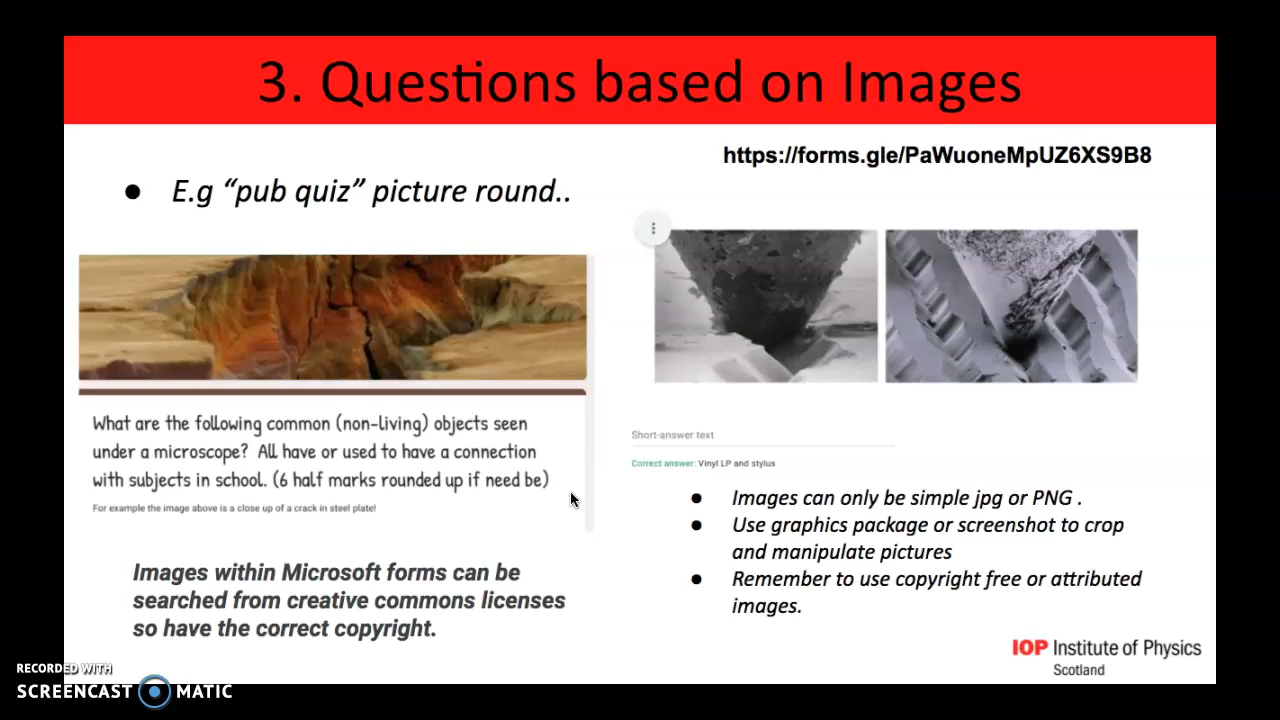 3. Questions based on Images
https://forms.gle/PaWuoneMpUZ6XS9B8
● E.g “pub quiz” picture round..
What are the following common (non-living) objects seen
under a microscope? All have or used to have a connection
with subjects in school. (6 half marks rounded up if need be)
For example the image above is a close up of a crack in steel plate!
Images within Microsoft forms can be
searched from creative commons licenses
so have the correct copyright.
Short-answer text
Correct answer: Vinyl LP and stylus
● Images can only be simple jpg or PNG .
● Use graphics package or screenshot to crop
and manipulate pictures
● Remember to use copyright free or attributed
images.
IOP Institute of Physics
Scotland
RECORDED WITH
SCREENCAST MATIC